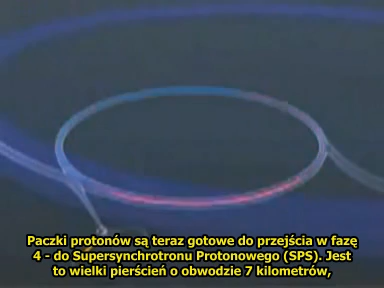 Paczki protonów są teraz gotowe do przejścia w fazę
4 - do Supersynchrotronu Protonowego (SPS). Jest
to wielki pierścień o obwodzie 7 kilometrów,